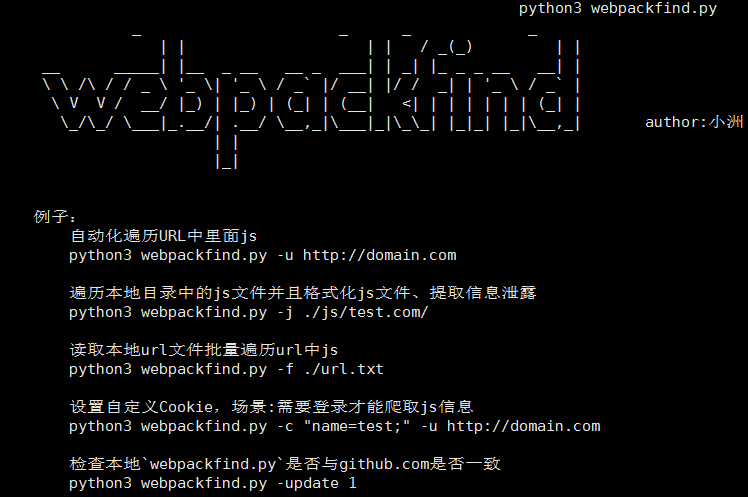 python3 webpackfind.py
webpackfind
author:小洲
例子:
自动化遍历URL中里面js
python3 webpackfind.py -u http://domain.com
遍历本地目录中的js文件并且格式化js文件、提取信息泄露
python3 webpackfind.py -j ./js/test.com/
读取本地url文件批量遍历url中js
python3 webpackfind.py -f ./url.txt
设置自定义Cookie，场景:需要登录才能爬取js信息
python3 webpackfind.py -c "name=test;" -u http://domain.com
检查本地`webpackfind.py`是否与github.com是否一致
python3 webpackfind.py -update 1